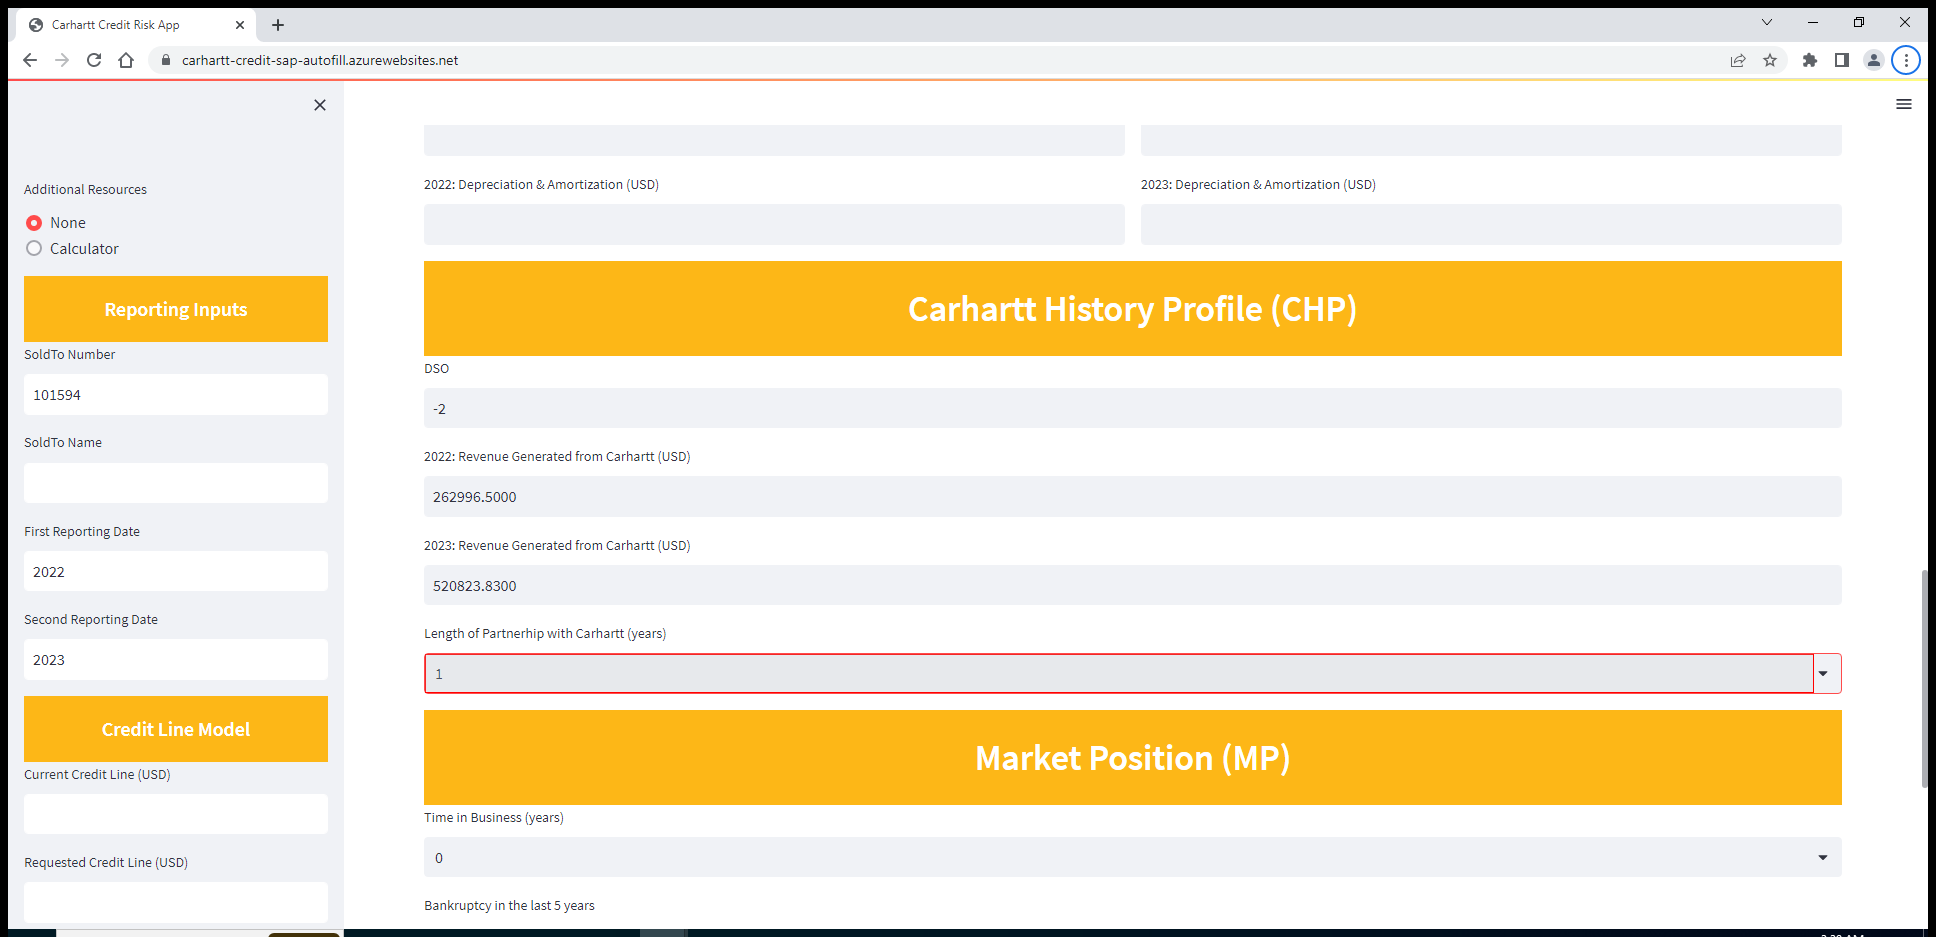 Carhartt Credit Risk App
carhartt-credit-sap-autofill.azurewebsites.net
Additional Resources
None
Calculator
Reporting Inputs
SoldTo Number
101594
SoldTo Name
First Reporting Date
2022
Second Reporting Date
2023
Credit Line Model
Current Credit Line (USD)
Requested Credit Line (USD)
2022: Depreciation & Amortization (USD)
2023: Depreciation & Amortization (USD)
Carhartt History Profile (CHP)
DSO
-2
2022: Revenue Generated from Carhartt (USD)
262996.5000
2023: Revenue Generated from Carhartt (USD)
520823.8300
Length of Partnerhip with Carhartt (years)
1
Market Position (MP)
Time in Business (years)
0
Bankruptcy in the last 5 years